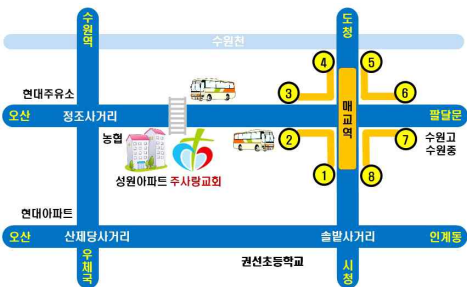 수원역
도청
수원천
4
5
현대주유소
3
6
오산
정조사거리
매교역
팔달문
농협
2
7
수원고
수원중
성원아파트
주사랑교회
1
8
현대아파트
오산
산제당사거리
솔밭사거리
인계동
우체국
권선초등학교
시청